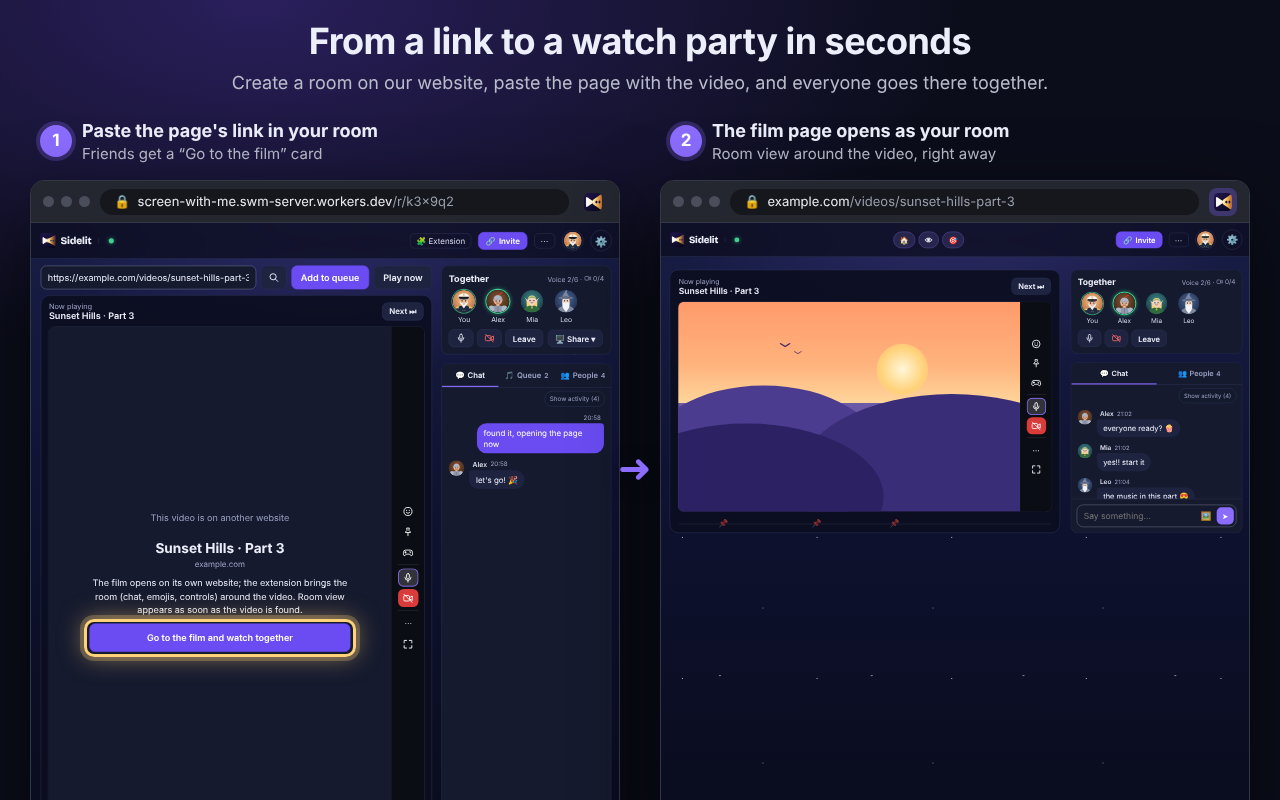 From a link to a watch party in seconds
Create a room on our website, paste the page with the video, and everyone goes there together.
1
Paste the page's link in your room
Friends get a “Go to the film” card
screen-with-me.swm-server.workers.dev/r/k3×9q2
Sidelit
Extension
Invite
···
https://example.com/videos/sunset-hills-part-3
Add to queue
Play now
Now playing
Sunset Hills · Part 3
Next
This video is on another website
Sunset Hills · Part 3
example.com
The film opens on its own website; the extension brings the
room (chat, emojis, controls) around the video. Room view
appears as soon as the video is found.
Go to the film and watch together
···
Together
Voice 2/6 · 0/4
You
Alex
Mia
Leo
Leave
Share ▾
Chat
Queue 2
People 4
Show activity (4)
20:58
found it, opening the page
now
Alex 20:58
let's go! 🎉
2
The film page opens as your room
Room view around the video, right away
example.com/videos/sunset-hills-part-3
Sidelit
Invite
···
Now playing
Sunset Hills · Part 3
Next
···
Together
Voice 2/6 · 0/4
You
Alex
Mia
Leo
Leave
Chat
People 4
Show activity (4)
Alex 21:02
everyone ready? 🍿
Mia 21:02
yes!! start it
Leo 21:04
the music in this part 😍
Say something...